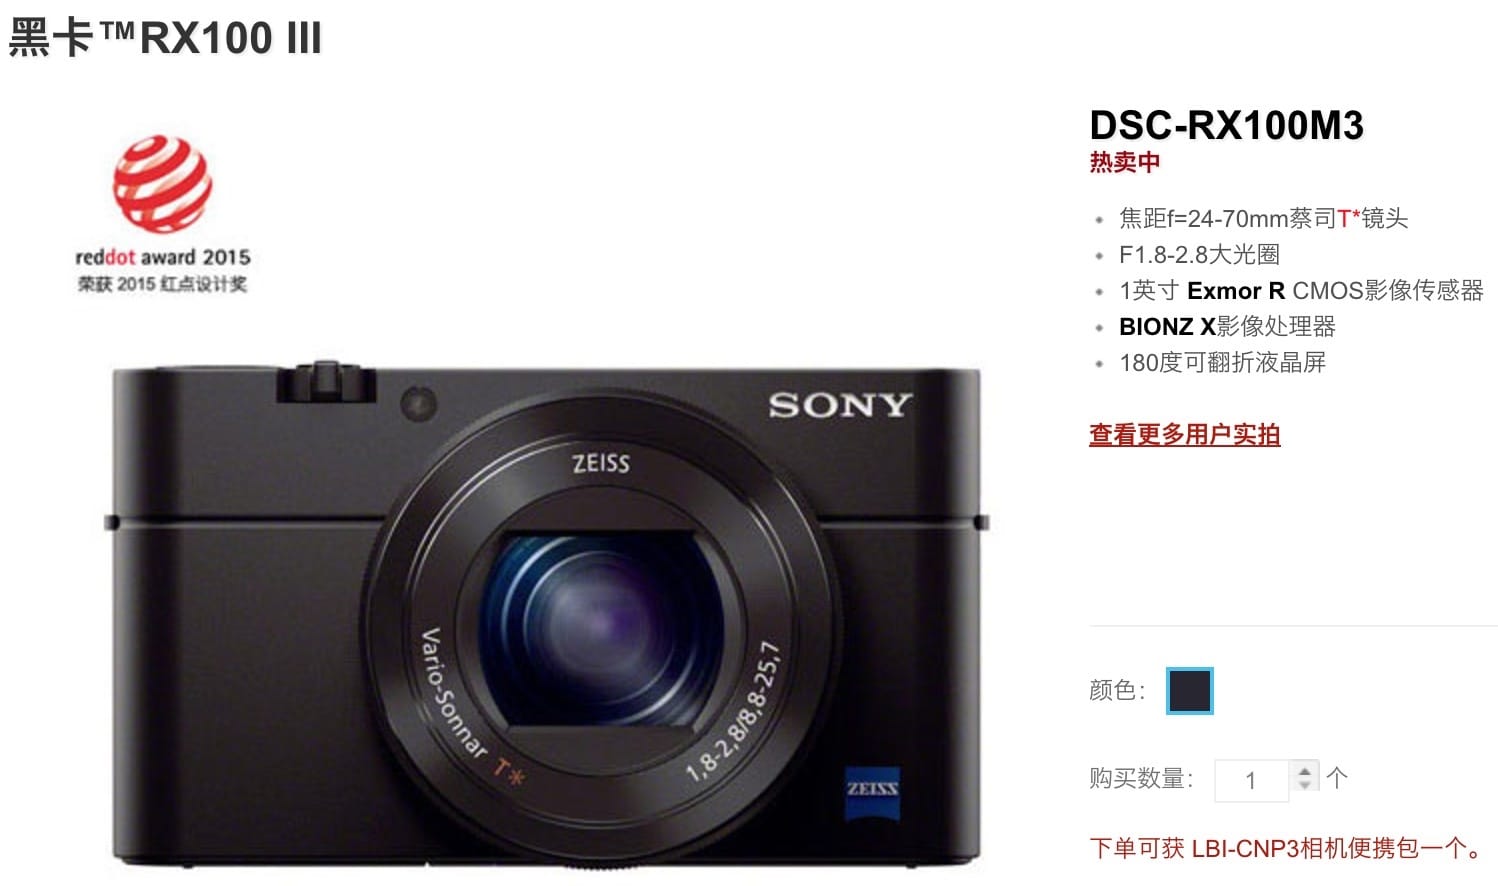 黑卡™RX100 III
reddot award 2015
荣获 2015 红点设计奖
SONY
ZEISS
Vario-Sonnar T*
1,8-2,8/8,8-25,7
ZEISS
DSC-RX100M3
热卖中
焦距f=24-70mm蔡司T*镜头
F1.8-2.8大光圈
1英寸 Exmor R CMOS影像传感器
BIONZ X影像处理器
180度可翻折液晶屏
查看更多用户实拍
颜色：
购买数量： 1 个
下单可获 LBI-CNP3相机便携包一个。